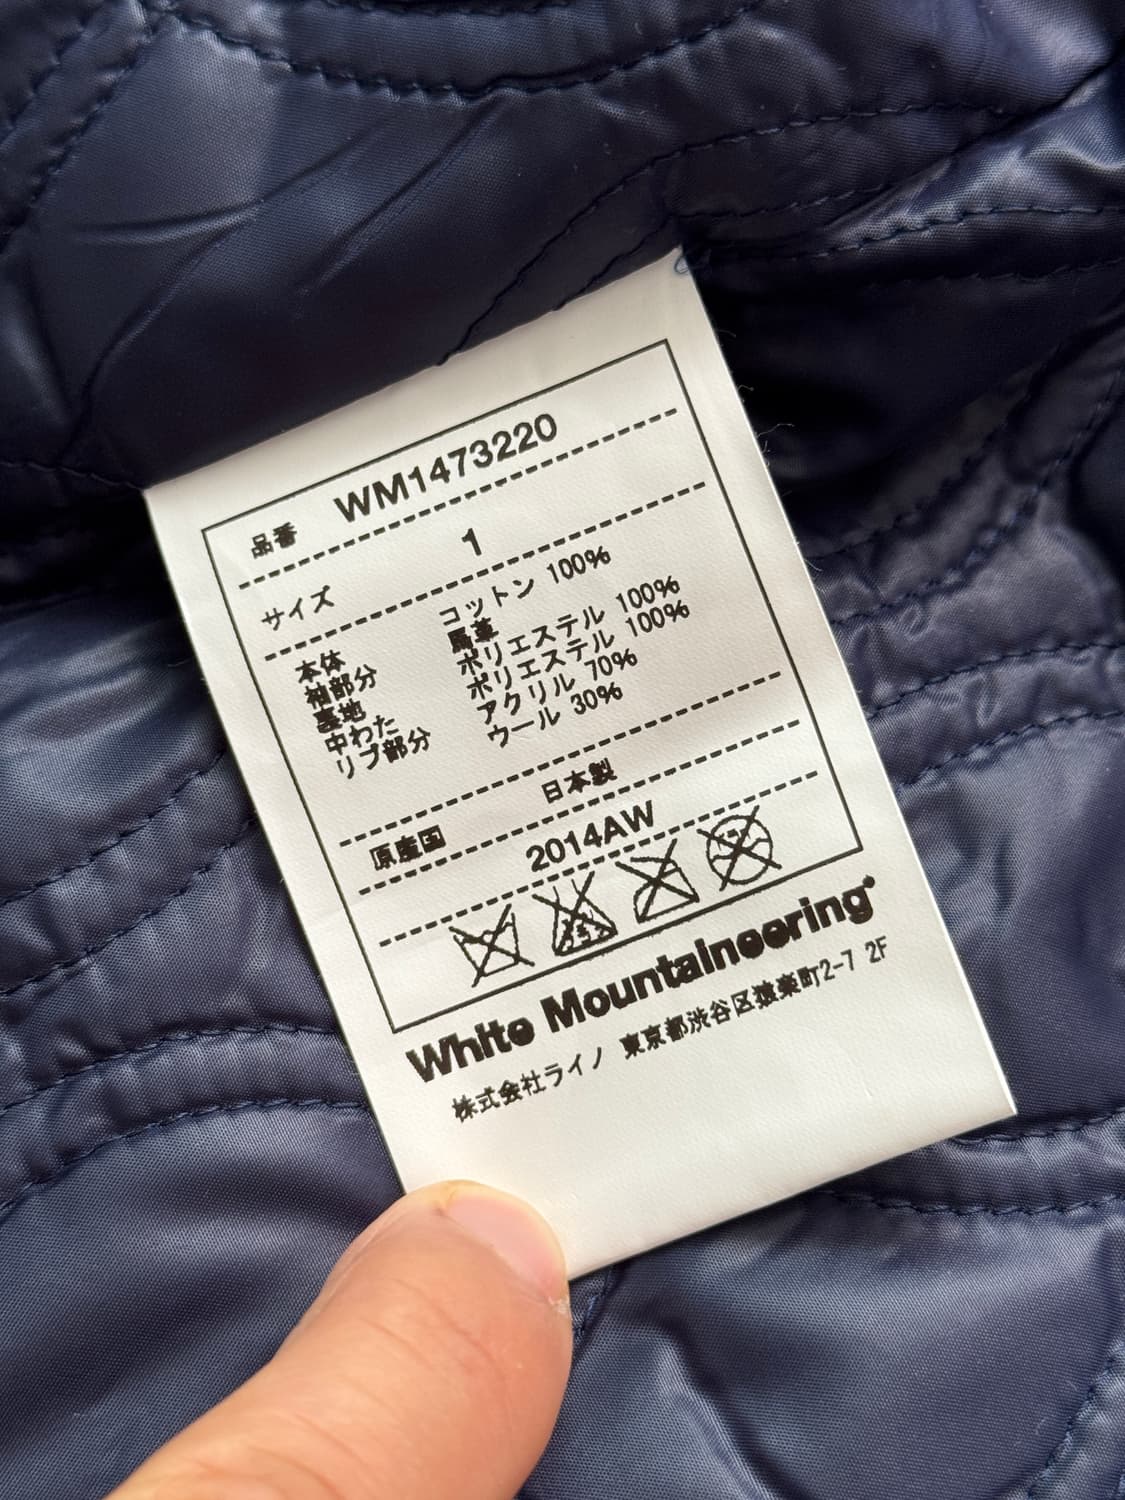 品番 WM1473220
サイズ 1
本体 コットン 100%
袖部分 馬革
裏地 ポリエステル 100%
中わた ポリエステル 100%
リブ部分 アクリル 70%
ウール 30%
原産国 日本製
2014AW
White Mountaineering
株式会社ライノ 東京都渋谷区猿楽町2-7 2F